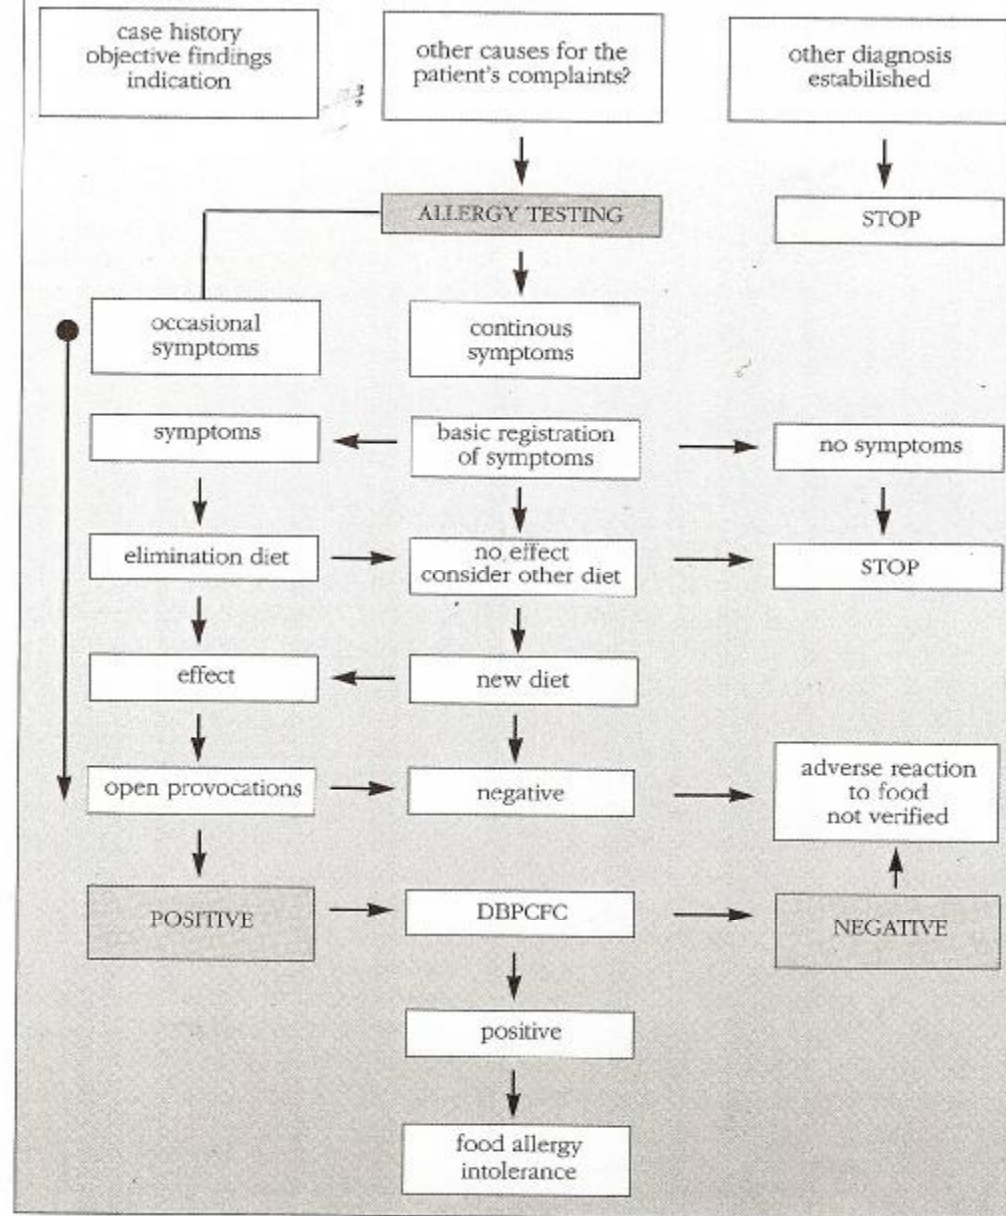 case history
objective findings
indication
other causes for the
patient's complaints?
other diagnosis
estabilished
ALLERGY TESTING
STOP
occasional
symptoms
continous
symptoms
symptoms
basic registration
of symptoms
no symptoms
elimination diet
no effect
consider other diet
STOP
effect
new diet
open provocations
negative
adverse reaction
to food
not verified
POSITIVE
DBPCFC
NEGATIVE
positive
food allergy
intolerance